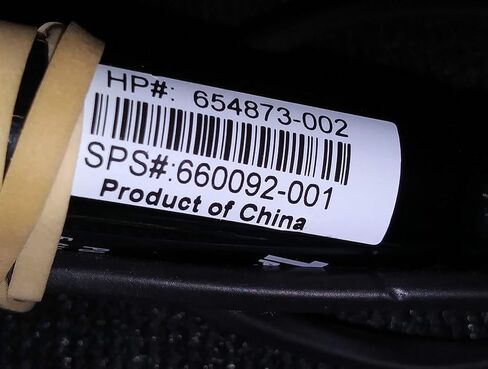 HP#: 654873-002
SPS#:660092-001
Product of China